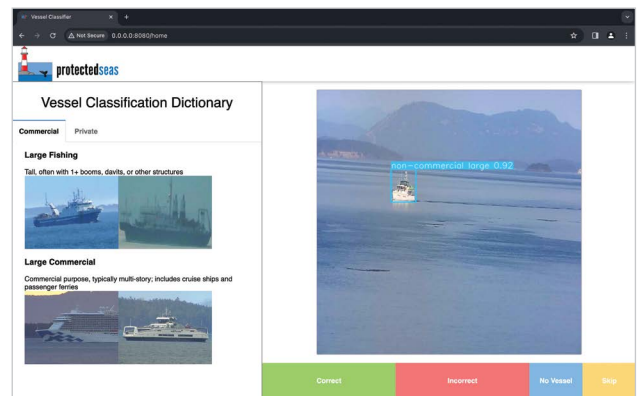 Vessel Classifier
Not Secure 0.0.0.0:8080/home
protectedseas
Vessel Classification Dictionary
Commercial Private
Large Fishing
Tall, often with 1+ booms, davits, or other structures
Large Commercial
Commercial purpose, typically multi-story; includes cruise ships and
passenger ferries
non-commercial large 0.92
Correct Incorrect No Vessel Skip